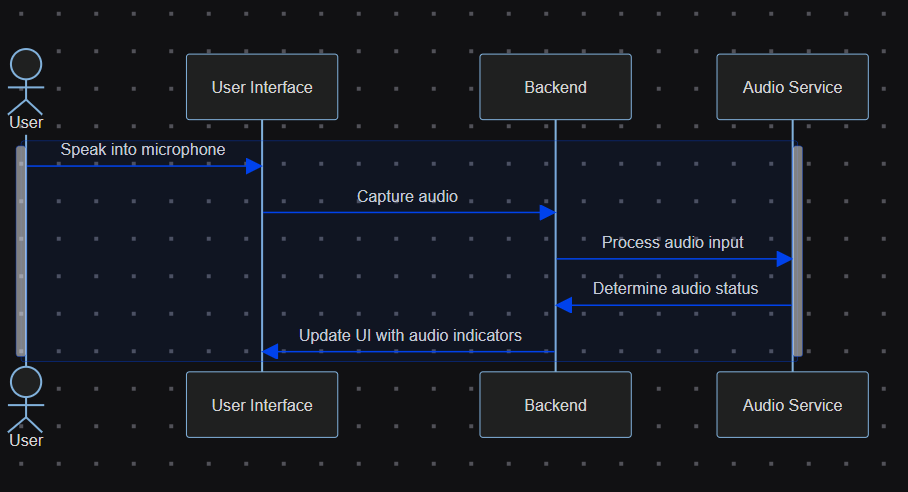 User
User Interface
Backend
Audio Service
Speak into microphone
Capture audio
Process audio input
Determine audio status
Update UI with audio indicators
User
User Interface
Backend
Audio Service